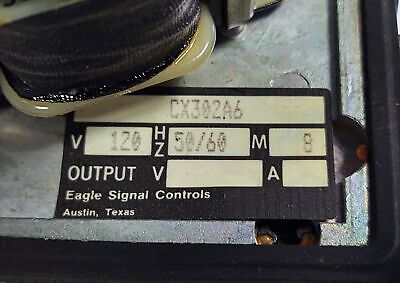 CX302A6
V 120 HZ 50/60 M 8
OUTPUT V A
Eagle Signal Controls
Austin, Texas